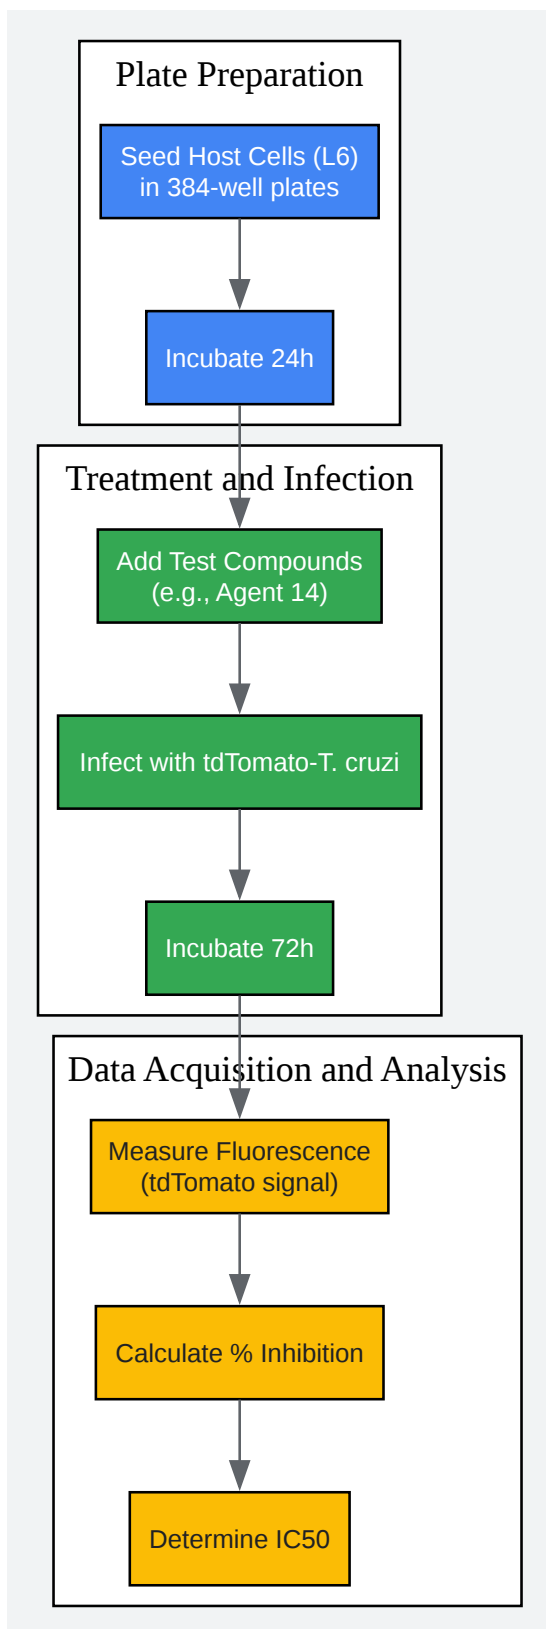 Plate Preparation
Seed Host Cells (L6)
in 384-well plates
Incubate 24h
Treatment and Infection
Add Test Compounds
(e.g., Agent 14)
Infect with tdTomato-T. cruzi
Incubate 72h
Data Acquisition and Analysis
Measure Fluorescence
(tdTomato signal)
Calculate % Inhibition
Determine IC50